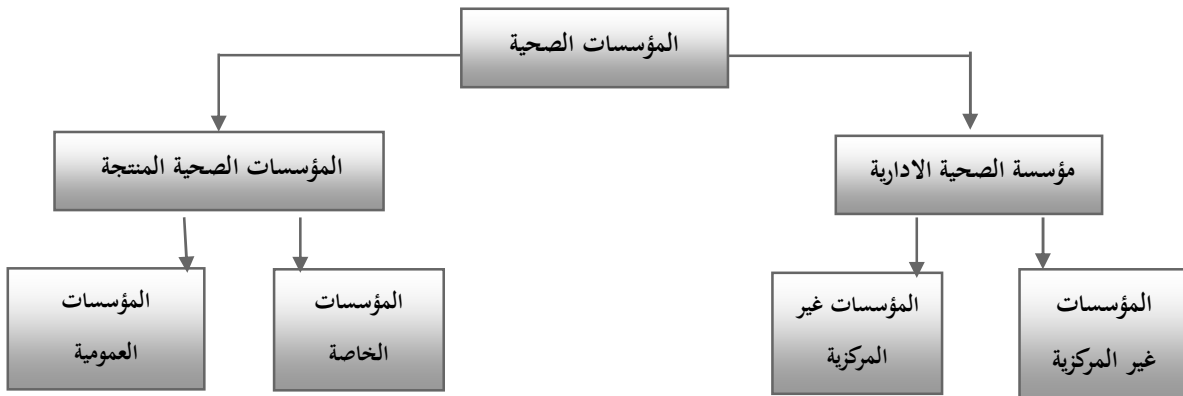 المؤسسات الصحية
مؤسسة الصحية الادارية
المؤسسات الصحية المنتجة
المؤسسات
غير المركزية
المؤسسات غير
المركزية
المؤسسات
الخاصة
المؤسسات
العمومية